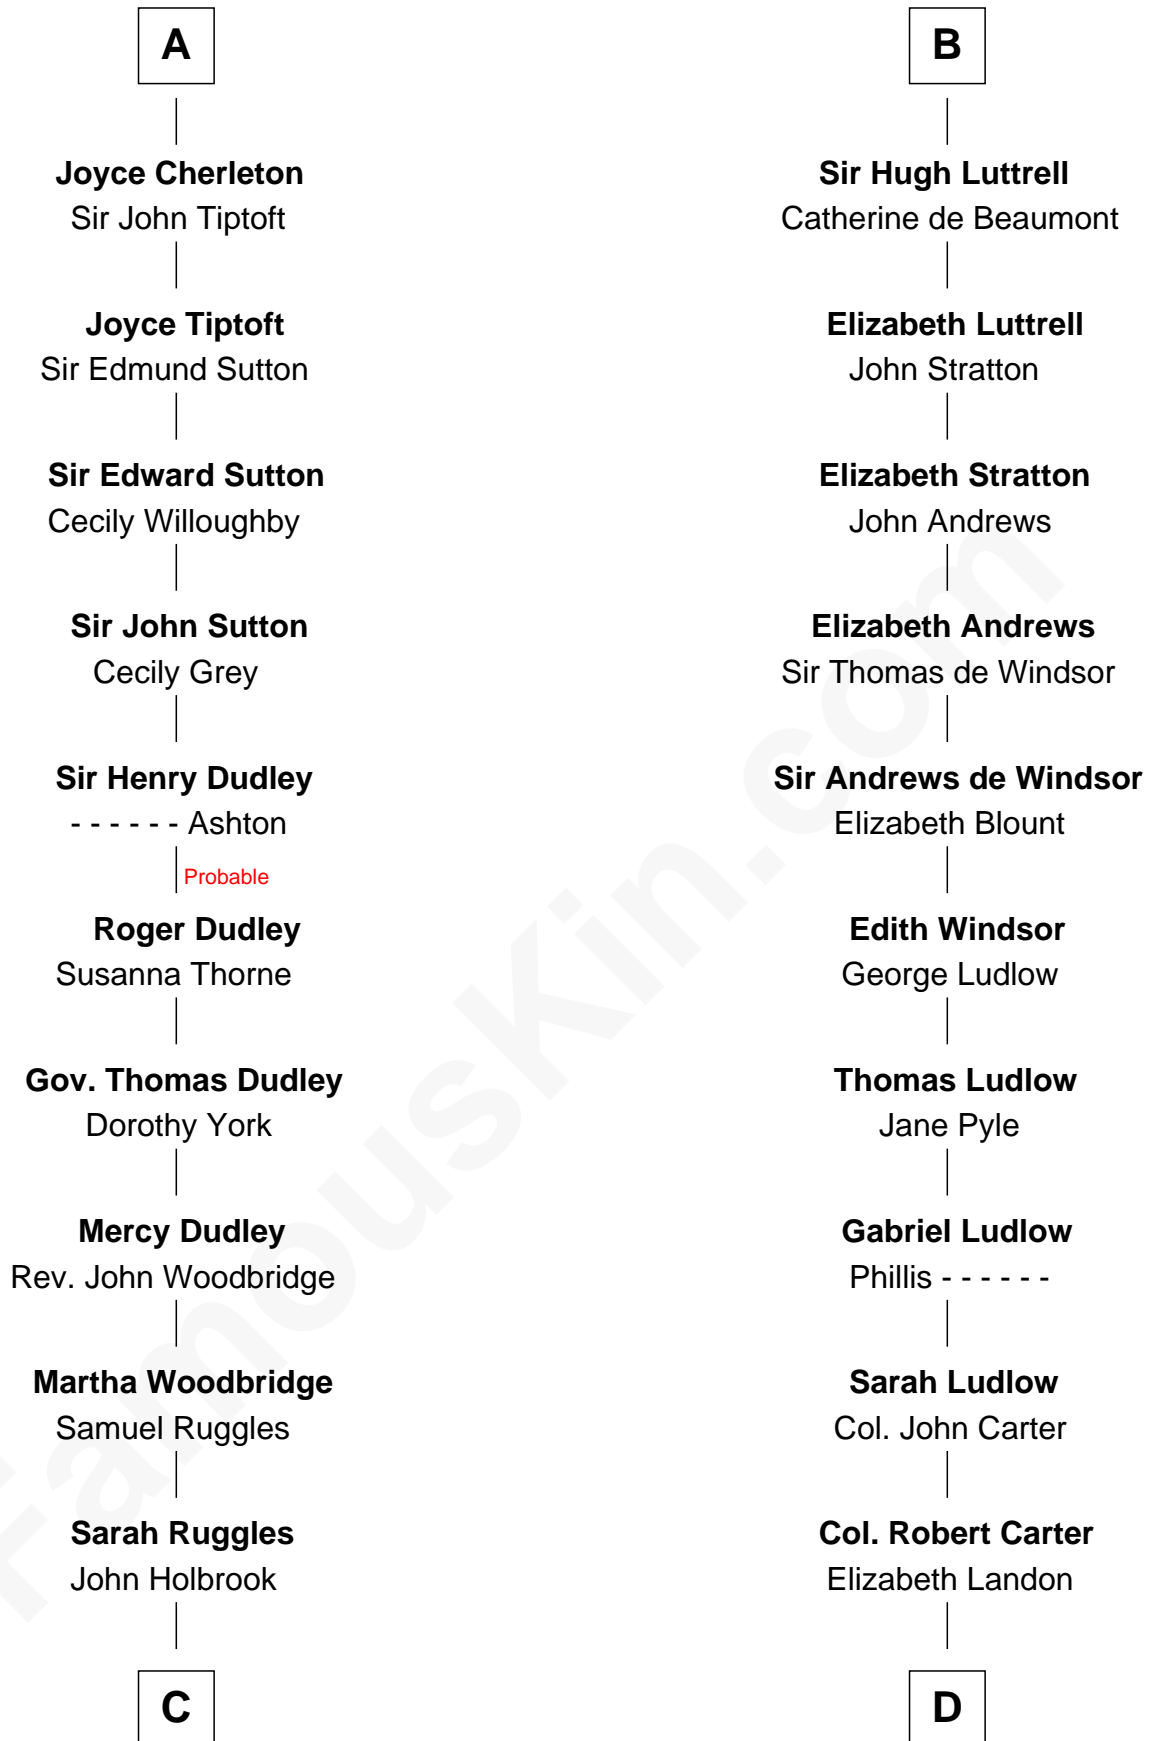 A
Joyce Cherleton
Sir John Tiptoft
Joyce Tiptoft
Sir Edmund Sutton
Sir Edward Sutton
Cecily Willoughby
Sir John Sutton
Cecily Grey
Sir Henry Dudley
- - - - - - Ashton
Probable
Roger Dudley
Susanna Thorne
Gov. Thomas Dudley
Dorothy York
Mercy Dudley
Rev. John Woodbridge
Martha Woodbridge
Samuel Ruggles
Sarah Ruggles
John Holbrook
C
B
Sir Hugh Luttrell
Catherine de Beaumont
Elizabeth Luttrell
John Stratton
Elizabeth Stratton
John Andrews
Elizabeth Andrews
Sir Thomas de Windsor
Sir Andrews de Windsor
Elizabeth Blount
Edith Windsor
George Ludlow
Thomas Ludlow
Jane Pyle
Gabriel Ludlow
Phillis - - - - - -
Sarah Ludlow
Col. John Carter
Col. Robert Carter
Elizabeth Landon
D
FamousKin.com